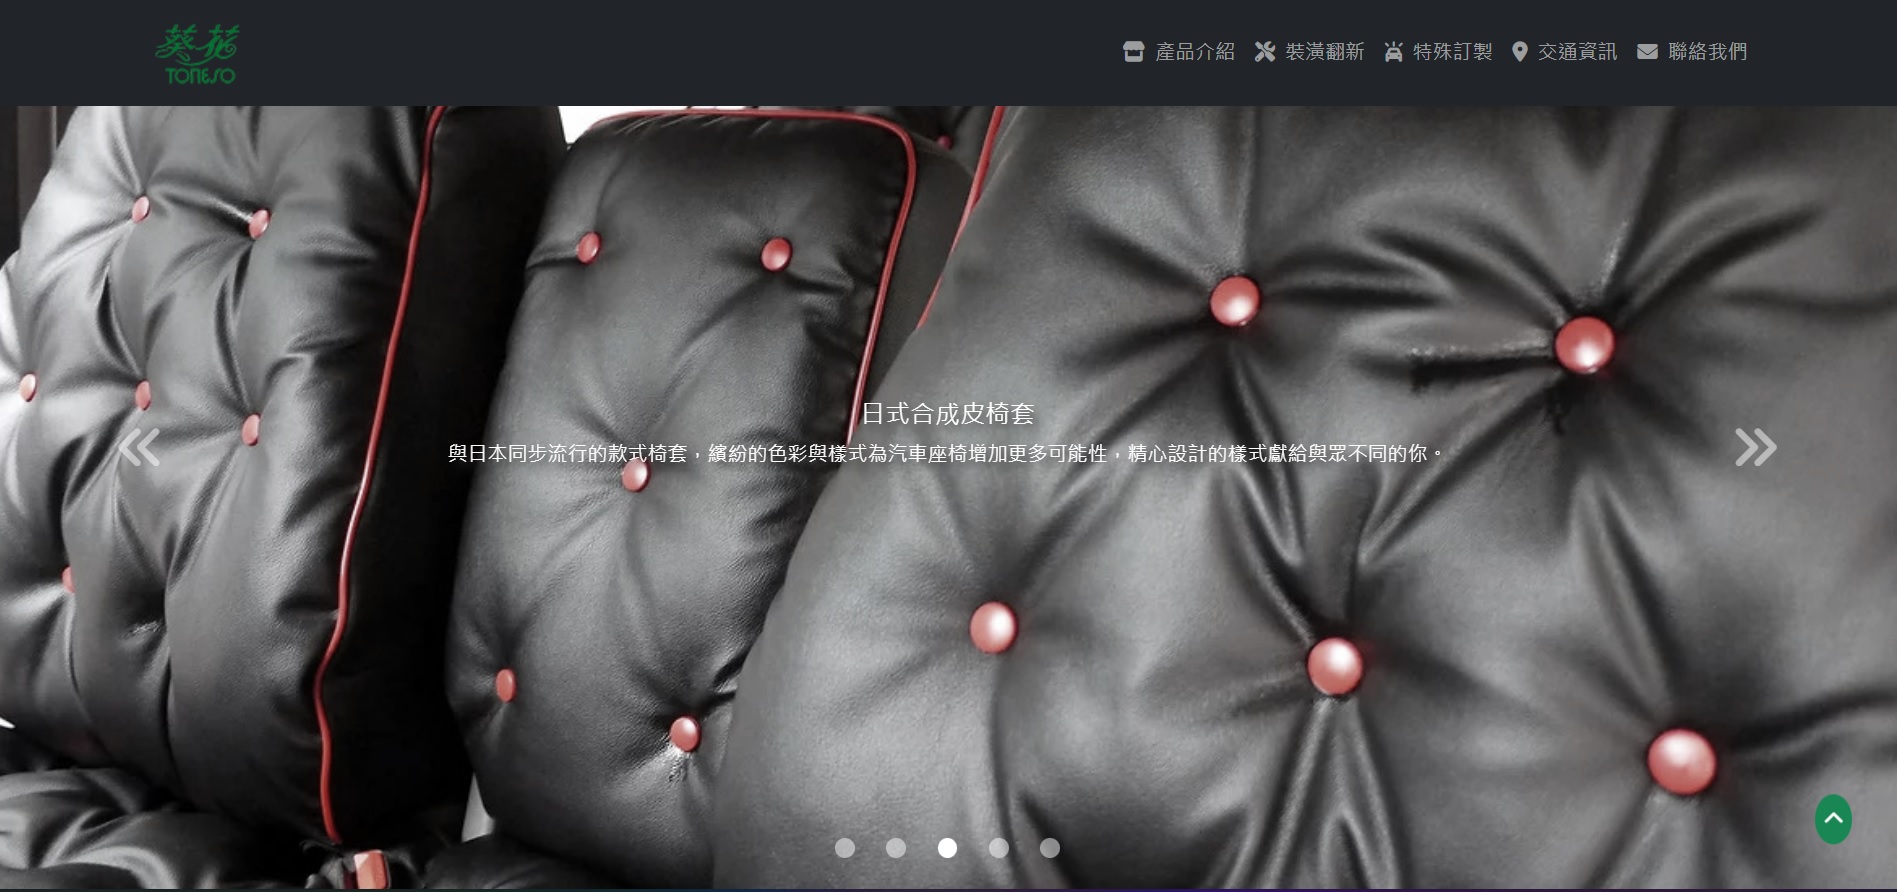 葵花
TONESO
產品介紹
裝潢翻新
特殊訂製
交通資訊
聯絡我們
日式合成皮椅套
與日本同步流行的款式椅套，繽紛的色彩與樣式為汽車座椅增加更多可能性，精心設計的樣式獻給與眾不同的你。